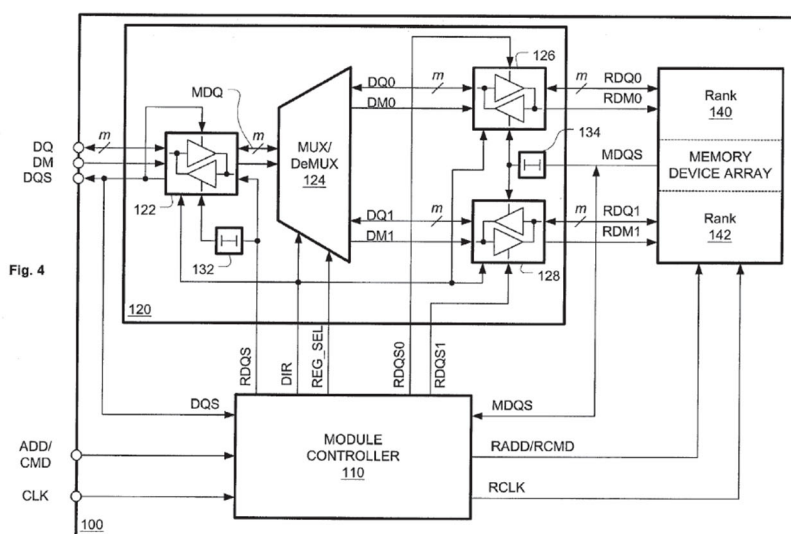 126
DQ0
m
m
RDQ0
MDQ
DM0
RDM0
Rank
140
DQ
m
m
134
DM
MUX/
DeMUX
124
MDQS
MEMORY
DEVICE ARRAY
DQS
122
DQ1
m
m
RDQ1
Rank
142
DM1
RDM1
132
Fig. 4
128
120
RDQS
DIR
REG_SEL
RDQS0
RDQS1
DQS
MDQS
ADD/
CMD
MODULE
CONTROLLER
110
RADD/RCMD
CLK
RCLK
100